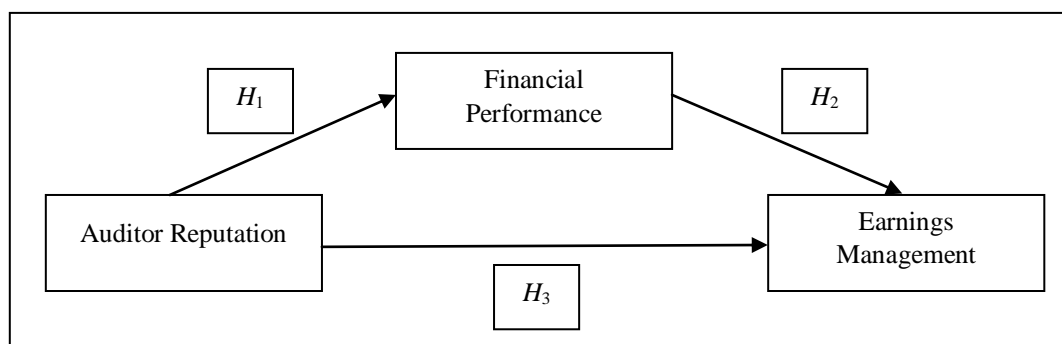 H1
Financial
Performance
H2
Auditor Reputation
Earnings
Management
H3